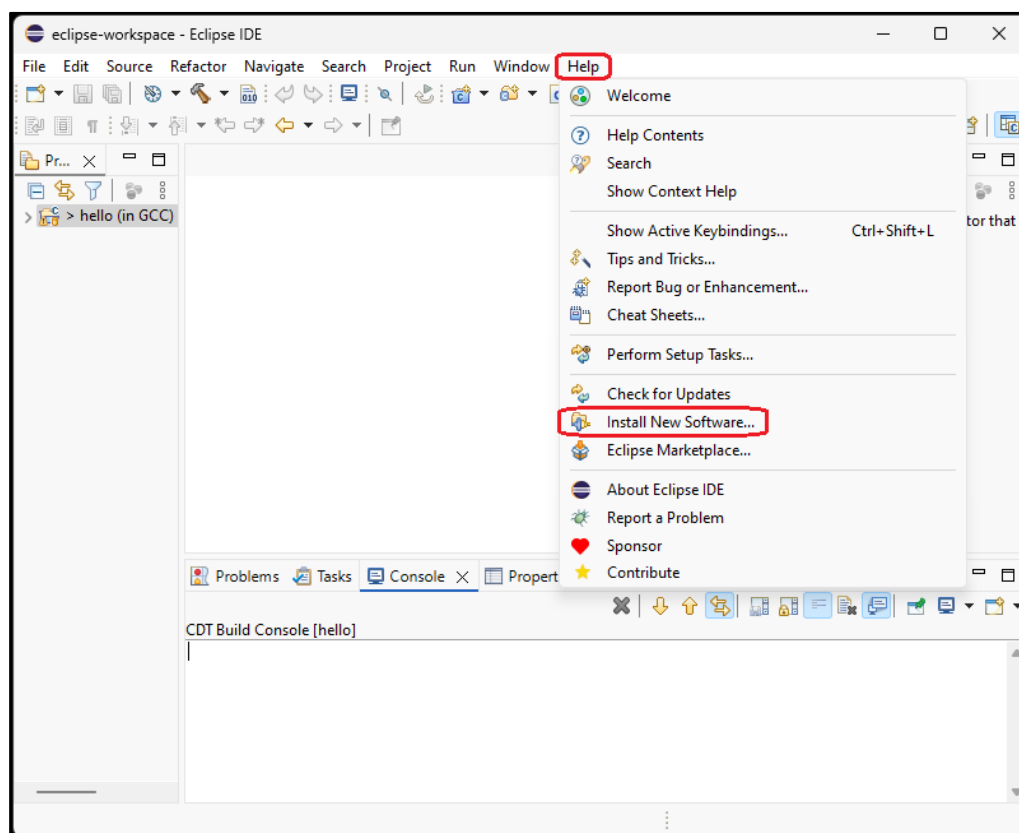 eclipse-workspace - Eclipse IDE
File Edit Source Refactor Navigate Search Project Run Window Help
Welcome
Help Contents
Search
Show Context Help
Show Active Keybindings... Ctrl+Shift+L
Tips and Tricks...
Report Bug or Enhancement...
Cheat Sheets...
Perform Setup Tasks...
Check for Updates
Install New Software...
Eclipse Marketplace...
About Eclipse IDE
Report a Problem
Sponsor
Contribute
Pr...
> hello (in GCC)
tor that
Problems Tasks Console Propert
CDT Build Console [hello]